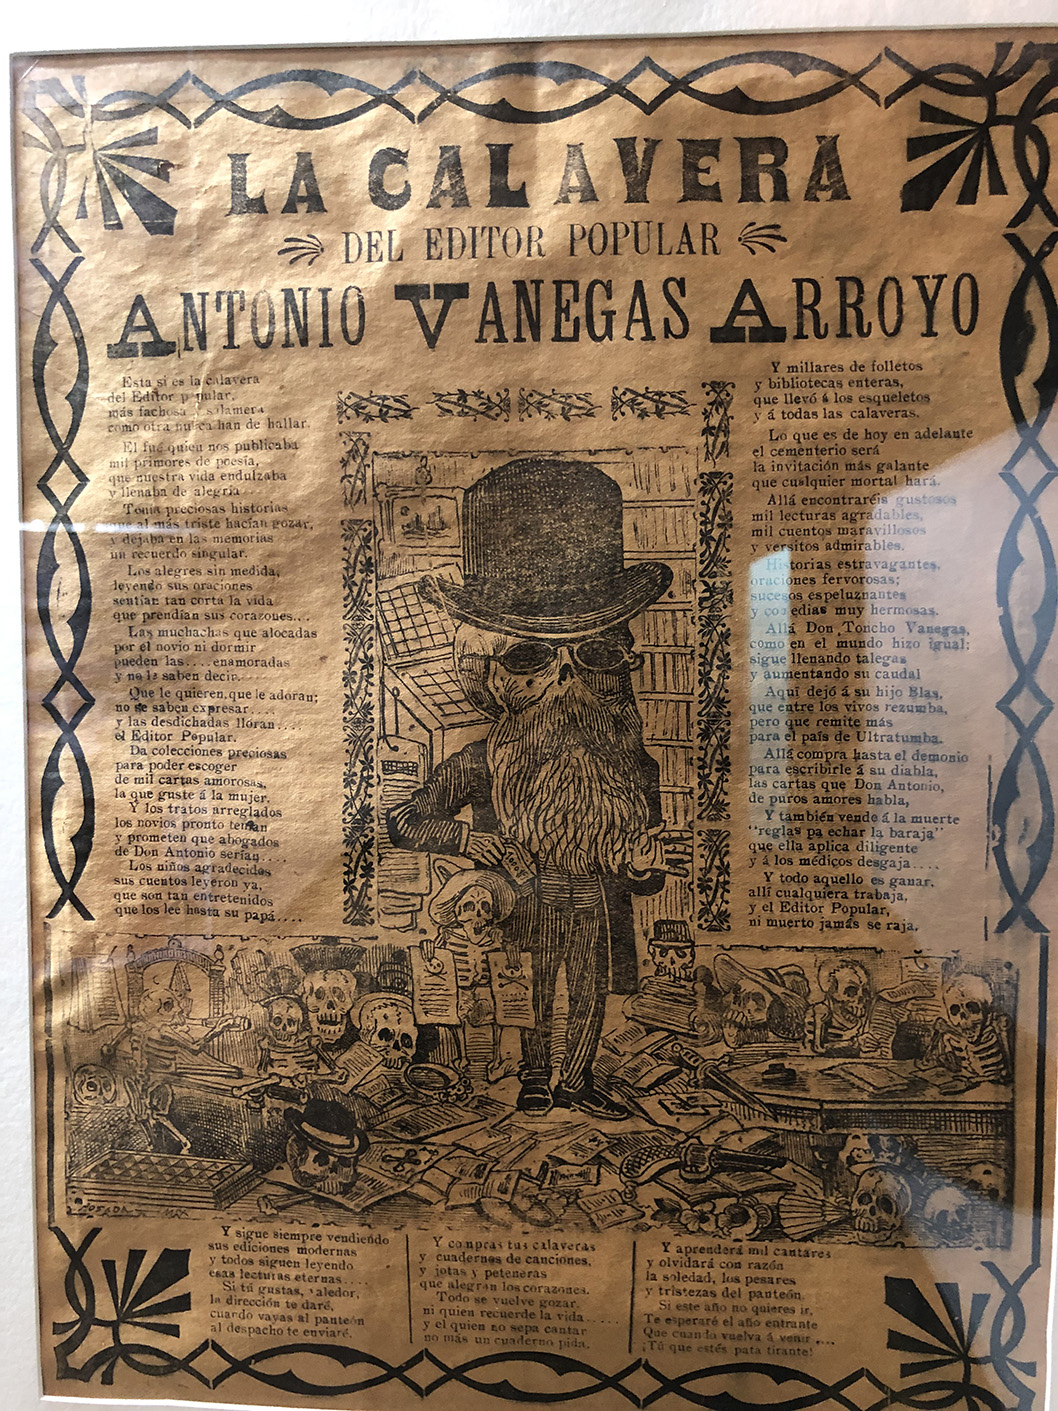 LA CALAVERA
DEL EDITOR POPULAR
ANTONIO VANEGAS ARROYO
Esta sí es la calavera
del Editor popular,
más fachosa salamera
como otra nunca han de hallar.
El fué quien nos publicaba
mil primores de poesía,
que nuestra vida endulzaba
y llenaba de alegría
Tenía preciosas historias
que al más triste hacían gozar,
y dejaba en las memorias
un recuerdo singular.
Los alegres sin medida,
leyendo sus oraciones
sentían tan corta la vida
que prendían sus corazones...
Las muchachas que alocadas
por el novio ni dormir
pueden las.... enamoradas
y no le saben decir.
Que le quieren, que le adoran;
no se saben expresar....
y las desdichadas lloran....
el Editor Popular.
Da colecciones preciosas
para poder escoger
de mil cartas amorosas,
la que guste á la mujer.
Y los tratos arreglados
los novios pronto tenían
y prometen que abogados
de Don Antonio serían....
Los niños agradecidos
sus cuentos leyeron ya,
que son tan entretenidos
que los lee hasta su papá....
Y millares de folletos
y bibliotecas enteras,
que llevó á los esqueletos
y á todas las calaveras.
Lo que es de hoy en adelante
el cementerio será
la invitación más galante
que cualquier mortal hará.
Allá encontraréis gustosos
mil lecturas agradables,
mil cuentos maravillosos
y versitos admirables.
Historias estravagantes,
oraciones fervorosas;
sucesos espeluznantes
y comedias muy hermosas.
Allá Don Toncho Vanegas,
como en el mundo hizo igual;
sigue llenando talegas
y aumentando su caudal
Aquí dejó á su hijo Blas,
que entre los vivos rezumba,
pero que remite más
para el país de Ultratumba.
Allá compra hasta el demonio
para escribirle á su diabla,
las cartas que Don Antonio,
de puros amores habla,
Y también vende á la muerte
"reglas pa echar la baraja"
que ella aplica diligente
y á los médicos desgaja....
Y todo aquello es ganar,
allí cualquiera trabaja,
y el Editor Popular,
ni muerto jamás se raja.
POSADA
Y sigue siempre vendiendo
sus ediciones modernas
y todos siguen leyendo
esas lecturas eternas....
Si tú gustas, valedor,
la dirección te daré,
cuando vayas al panteón
al despacho te enviaré.
Y compras tus calaveras
y cuadernos de canciones,
y jotas y peteneras
que alegran los corazones.
Todo se vuelve gozar
ni quien recuerde la vida.....
y el quien no sepa cantar
no más un cuaderno pida.
Y aprenderá mil cantares
y olvidará con razón
la soledad, los pesares
y tristezas del panteón
Si este año no quieres ir,
Te esperaré el año entrante
Que cuando vuelva á venir....
¡Tú que estés pata tirante!